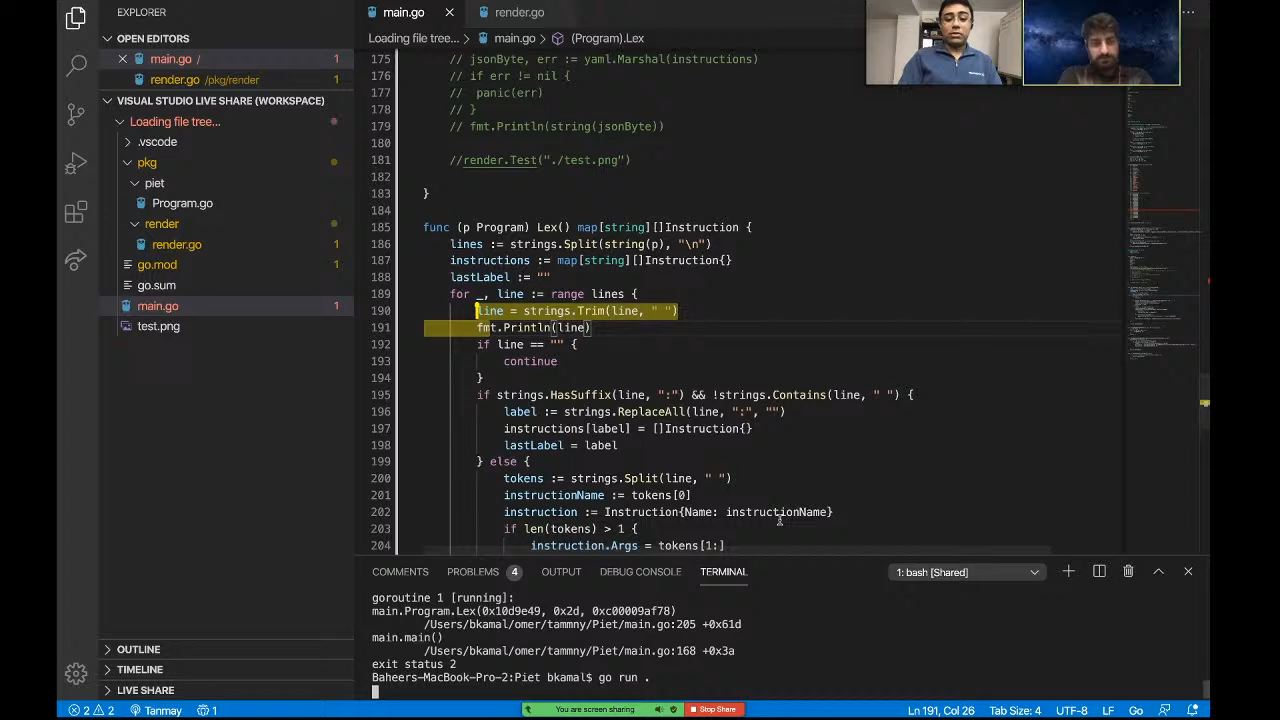 EXPLORER
OPEN EDITORS
main.go / 1
render.go /pkg/render 1
VISUAL STUDIO LIVE SHARE (WORKSPACE)
Loading file tree...
.vscode
pkg
piet
Program.go
render
render.go
go.mod
go.sum
main.go 1
test.png
OUTLINE
TIMELINE
LIVE SHARE
main.go
render.go
Loading file tree... > main.go > (Program).Lex
175 // jsonByte, err := yaml.Marshal(instructions)
176 // if err != nil {
177 // panic(err)
178 // }
179 // fmt.Println(string(jsonByte))
180
181 //render.Test("./test.png")
182
183 }
184
185 func (p Program) Lex() map[string][]Instruction {
186 lines := strings.Split(string(p), "\n")
187 instructions := map[string][]Instruction{}
188 lastLabel := ""
189 for _, line := range lines {
190 line = strings.Trim(line, " ")
191 fmt.Println(line)
192 if line == "" {
193 continue
194 }
195 if strings.HasSuffix(line, ":") && !strings.Contains(line, " ") {
196 label := strings.ReplaceAll(line, ":", "")
197 instructions[label] = []Instruction{}
198 lastLabel = label
199 } else {
200 tokens := strings.Split(line, " ")
201 instructionName := tokens[0]
202 instruction := Instruction{Name: instructionName}
203 if len(tokens) > 1 {
204 instruction.Args = tokens[1:]
COMMENTS PROBLEMS 4 OUTPUT DEBUG CONSOLE TERMINAL 1: bash [Shared]
goroutine 1 [running]:
main.Program.Lex(0x10d9e49, 0x2d, 0xc00009af78)
/Users/bkamal/omer/tammny/Piet/main.go:205 +0x61d
main.main()
/Users/bkamal/omer/tammny/Piet/main.go:168 +0x3a
exit status 2
Baheers-MacBook-Pro-2:Piet bkamal$ go run .
2 2 Tanmay 1 You are screen sharing Stop Share Ln 191, Col 26 Tab Size: 4 UTF-8 LF Go